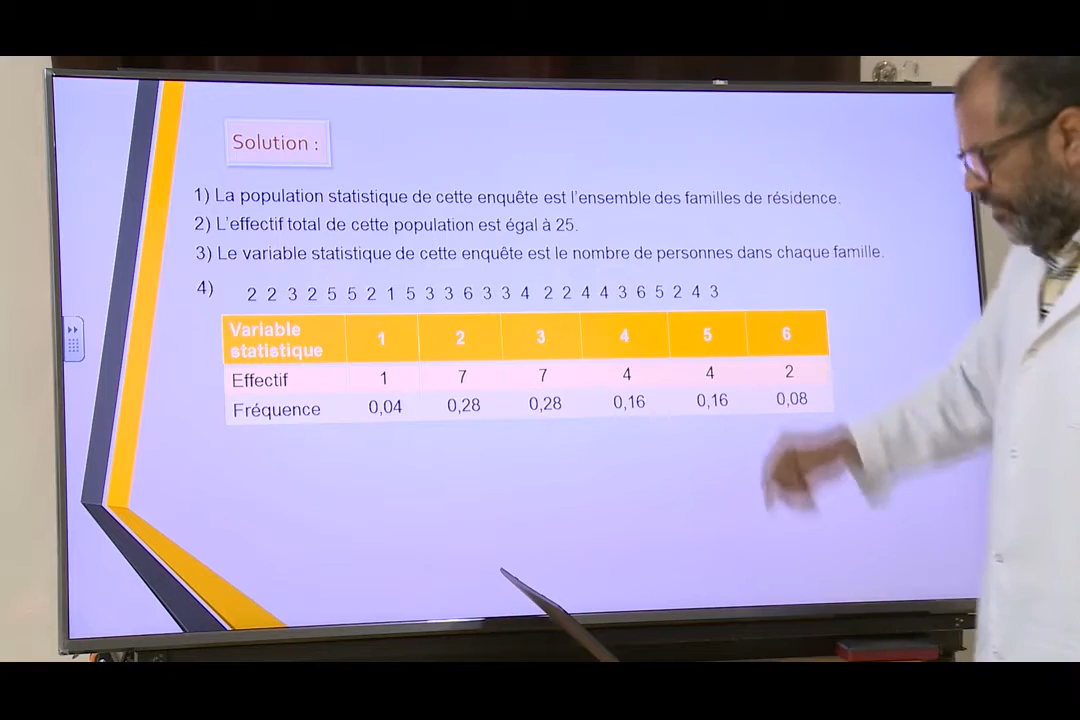 Solution :
1) La population statistique de cette enquête est l'ensemble des familles de résidence.
2) L'effectif total de cette population est égal à 25.
3) Le variable statistique de cette enquête est le nombre de personnes dans chaque famille.
4) 2 2 3 2 5 5 2 1 5 3 3 6 3 3 4 2 2 4 4 3 6 5 2 4 3
Variable statistique 1 2 3 4 5 6
Effectif 1 7 7 4 4 2
Fréquence 0,04 0,28 0,28 0,16 0,16 0,08